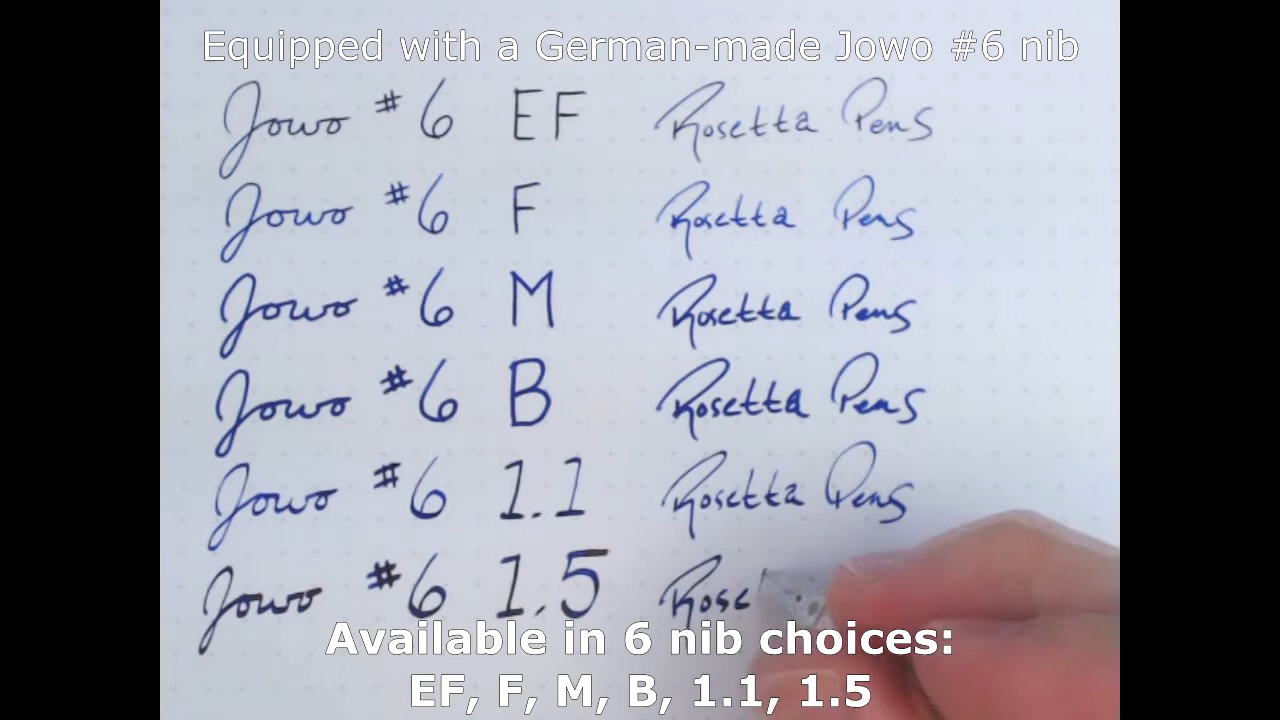 Equipped with a German-made Jowo #6 nib
Jowo #6 EF Rosetta Pens
Jowo #6 F Rosetta Pens
Jowo #6 M Rosetta Pens
Jowo #6 B Rosetta Pens
Jowo #6 1.1 Rosetta Pens
Jowo #6 1.5 Rose
Available in 6 nib choices:
EF, F, M, B, 1.1, 1.5